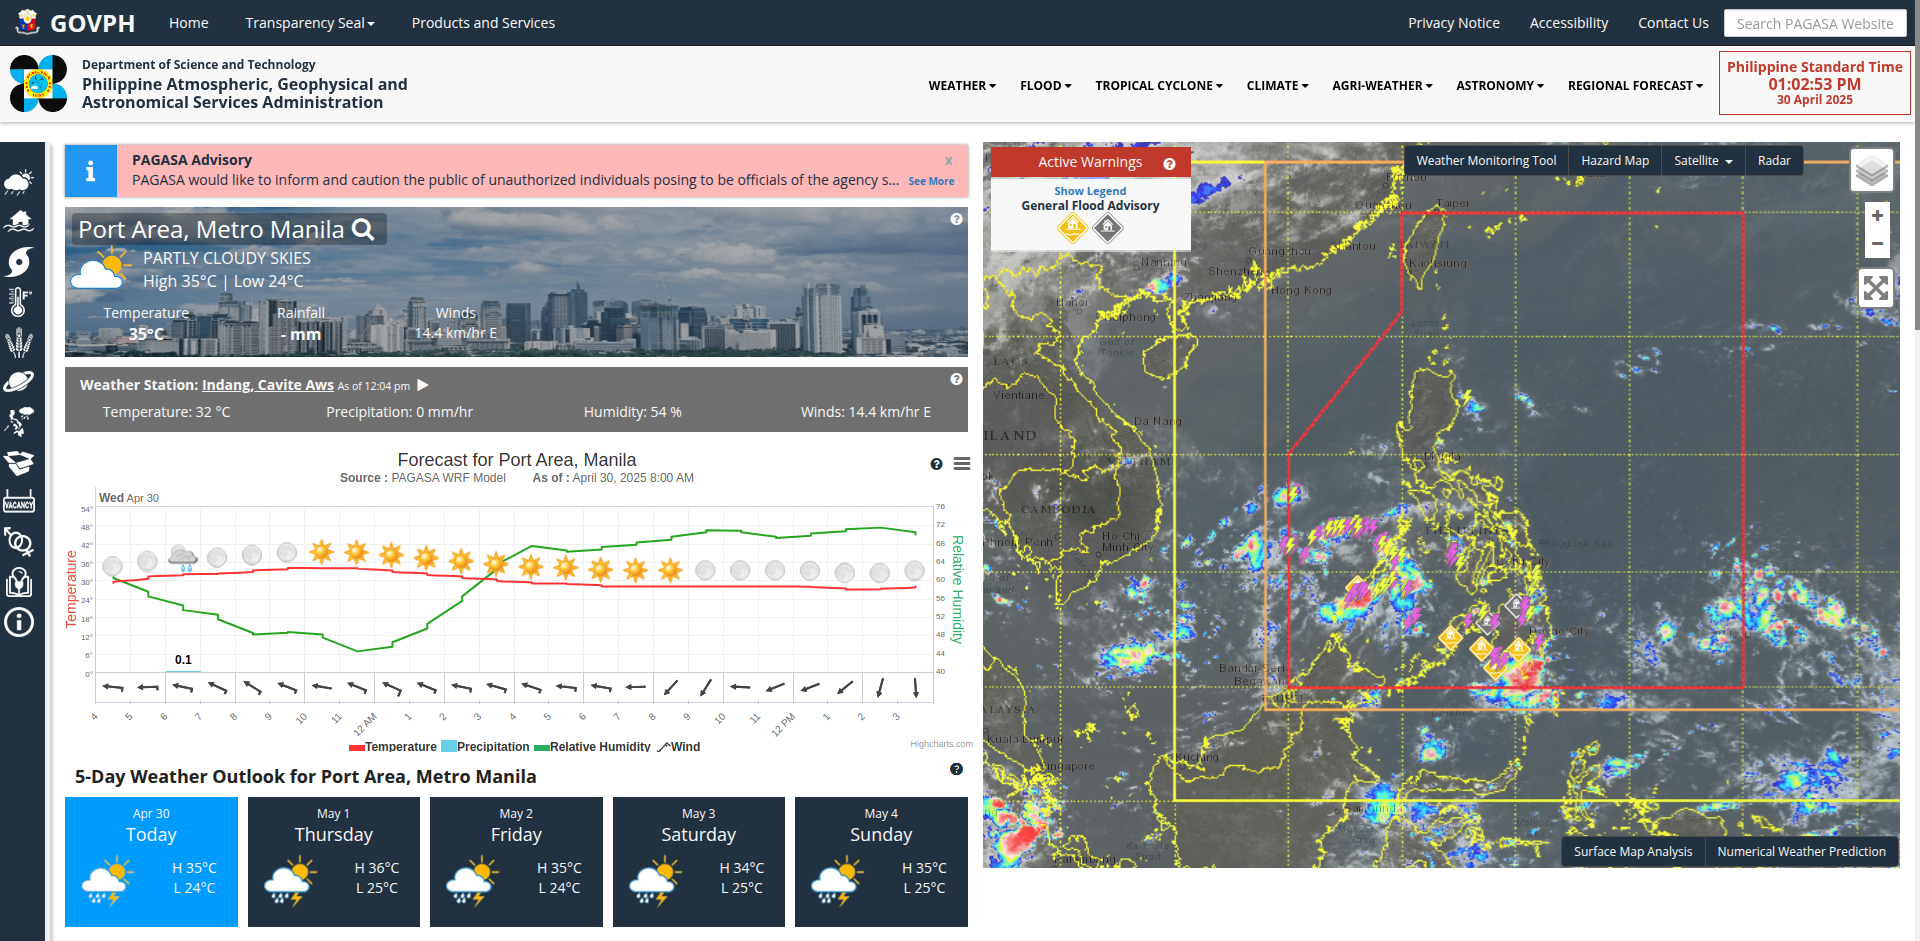 GOVPH
Home
Transparency Seal
Products and Services
Privacy Notice
Accessibility
Contact Us
Search PAGASA Website
Department of Science and Technology
Philippine Atmospheric, Geophysical and
Astronomical Services Administration
WEATHER
FLOOD
TROPICAL CYCLONE
CLIMATE
AGRI-WEATHER
ASTRONOMY
REGIONAL FORECAST
Philippine Standard Time
01:02:53 PM
30 April 2025
VACANCY
PAGASA Advisory
x
PAGASA would like to inform and caution the public of unauthorized individuals posing to be officials of the agency s...
See More
Port Area, Metro Manila
PARTLY CLOUDY SKIES
High 35°C | Low 24°C
Temperature
35°C
Rainfall
- mm
Winds
14.4 km/hr E
Weather Station: Indang, Cavite Aws As of 12:04 pm
Temperature: 32 °C
Precipitation: 0 mm/hr
Humidity: 54 %
Winds: 14.4 km/hr E
Forecast for Port Area, Manila
Source : PAGASA WRF Model As of : April 30, 2025 8:00 AM
Wed Apr 30
54°
48°
42°
36°
30°
24°
18°
12°
6°
0°
Temperature
76
72
68
64
60
56
52
48
44
40
Relative Humidity
0.1
4 5 6 7 8 9 10 11 12 AM 1 2 3 4 5 6 7 8 9 10 11 12 PM 1 2 3
Temperature Precipitation Relative Humidity Wind
Highcharts.com
5-Day Weather Outlook for Port Area, Metro Manila
Apr 30
Today
H 35°C
L 24°C
May 1
Thursday
H 36°C
L 25°C
May 2
Friday
H 35°C
L 24°C
May 3
Saturday
H 34°C
L 25°C
May 4
Sunday
H 35°C
L 25°C
Active Warnings
Show Legend
General Flood Advisory
Weather Monitoring Tool
Hazard Map
Satellite
Radar
+
−
Taipei
Guangzhou
Shantou
TAIWAN
Kaohsiung
Nanning
Shenzhen
Hong Kong
Hanoi
Haiphong
Gulf of
Tonkin
Luzon
LAOS
Vientiane
Da Nang
VIETNAM
Manila
CAMBODIA
Ho Chi
Minh City
Philippine Sea
Davao City
Bandar Seri
Begawan
Kuala Lumpur
Kuching
Singapore
Surface Map Analysis
Numerical Weather Prediction